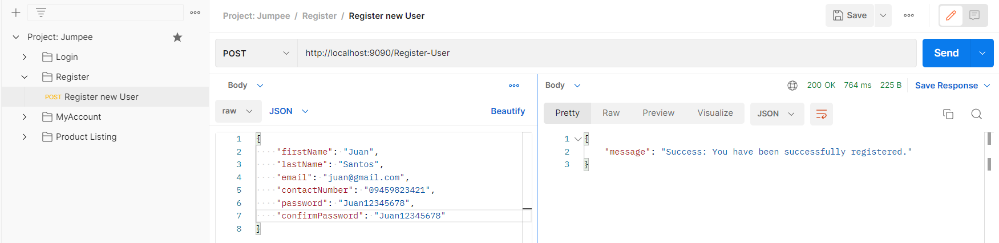 Project: Jumpee
Login
Register
POST Register new User
MyAccount
Product Listing
Project: Jumpee / Register / Register new User
Save
POST
http://localhost:9090/Register-User
Send
Body
raw
JSON
Beautify
1 {
2 "firstName": "Juan",
3 "lastName": "Santos",
4 "email": "juan@gmail.com",
5 "contactNumber": "09459823421",
6 "password": "Juan12345678",
7 "confirmPassword": "Juan12345678"
8 }
Body
200 OK 764 ms 225 B Save Response
Pretty Raw Preview Visualize JSON
1 {
2 "message": "Success: You have been successfully registered."
3 }